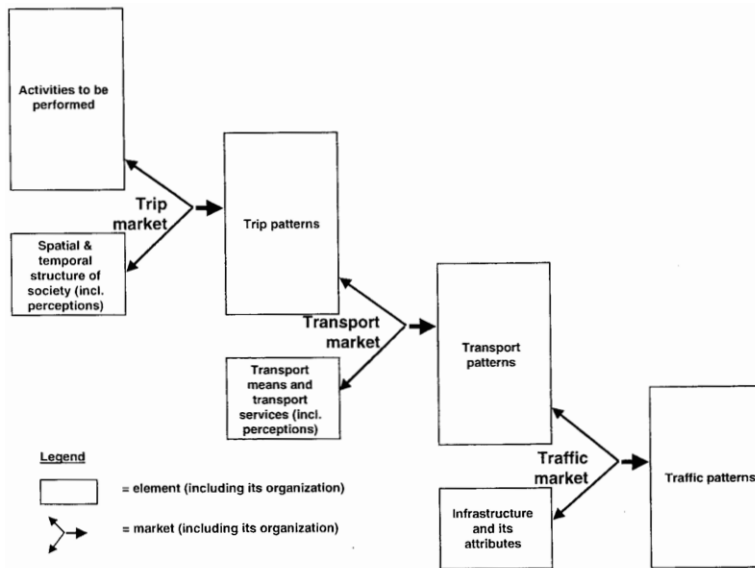 Activities to be
performed
Trip
market
Trip patterns
Spatial &
temporal
structure of
society (incl.
perceptions)
Transport
market
Transport
patterns
Transport
means and
transport
services (incl.
perceptions)
Traffic
market
Traffic patterns
Infrastructure
and its
attributes
Legend
= element (including its organization)
= market (including its organization)